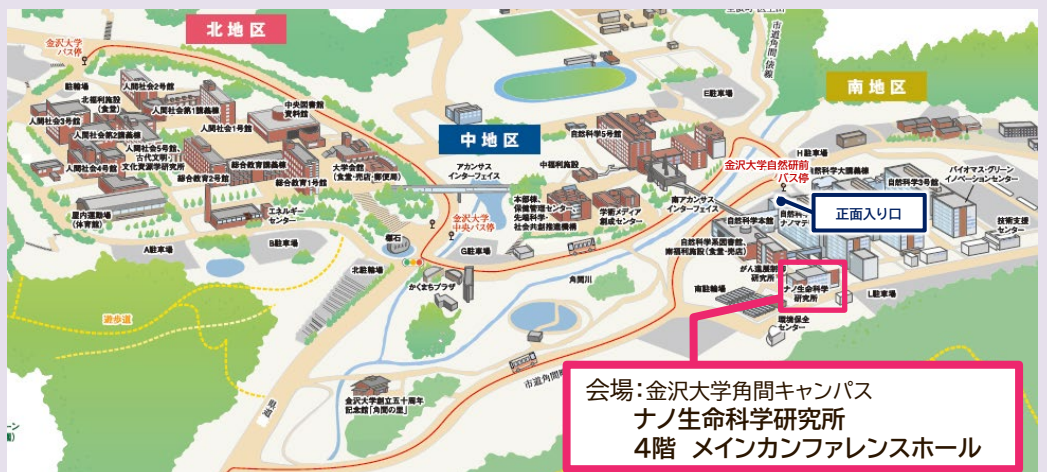 北地区
金沢大学
バス停
駐輪場
北福利施設
(食堂)
人間社会2号館
人間社会第1講義棟
人間社会3号館
人間社会第2講義棟
人間社会1号館
中央図書館
資料館
人間社会5号館、
古代文明・
文化資源学研究所
人間社会4号館
総合教育講義棟
総合教育2号館
総合教育1号館
大学会館
(食堂・売店・郵便局)
屋内運動場
(体育館)
エネルギー
センター
A駐車場
B駐車場
北駐輪場
遊歩道
榴石
かくまちプラザ
県道
金沢大学創立五十周年
記念館「角間の里」
中地区
アカンサス
インターフェイス
金沢大学
中央バス停
G駐車場
本部棟、
保健管理センター
先端科学・
社会共創推進機構
中福利施設
自然科学5号館
学術メディア
創成センター
角間川
市道角間
市道角間
E駐車場
南アカンサス
インターフェイス
南地区
金沢大学自然研前
バス停
H駐車場
自然科学大講義棟
自然科学3号館
バイオマス・グリーン
イノベーションセンター
技術支援
センター
正面入り口
自然科学本館
自然科学系図書館、
南福利施設(食堂・売店)
がん進展制御
研究所
ナノ生命科学
研究所
南駐輪場
L駐車場
環境保全
センター
会場:金沢大学角間キャンパス
ナノ生命科学研究所
4階 メインカンファレンスホール